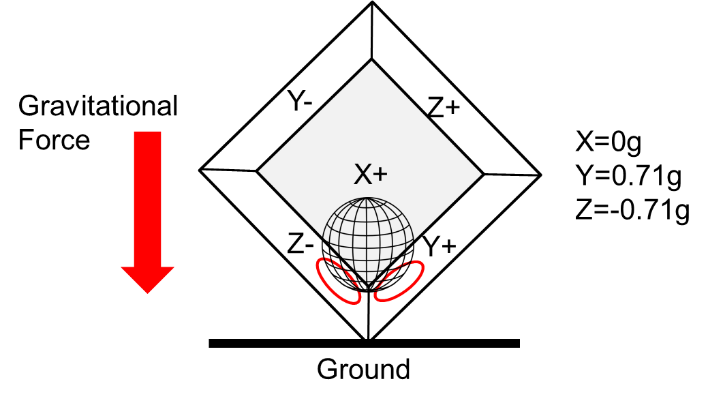 Gravitational
Force
Y-
Z+
X+
Z-
Y+
X=0g
Y=0.71g
Z=-0.71g
Ground